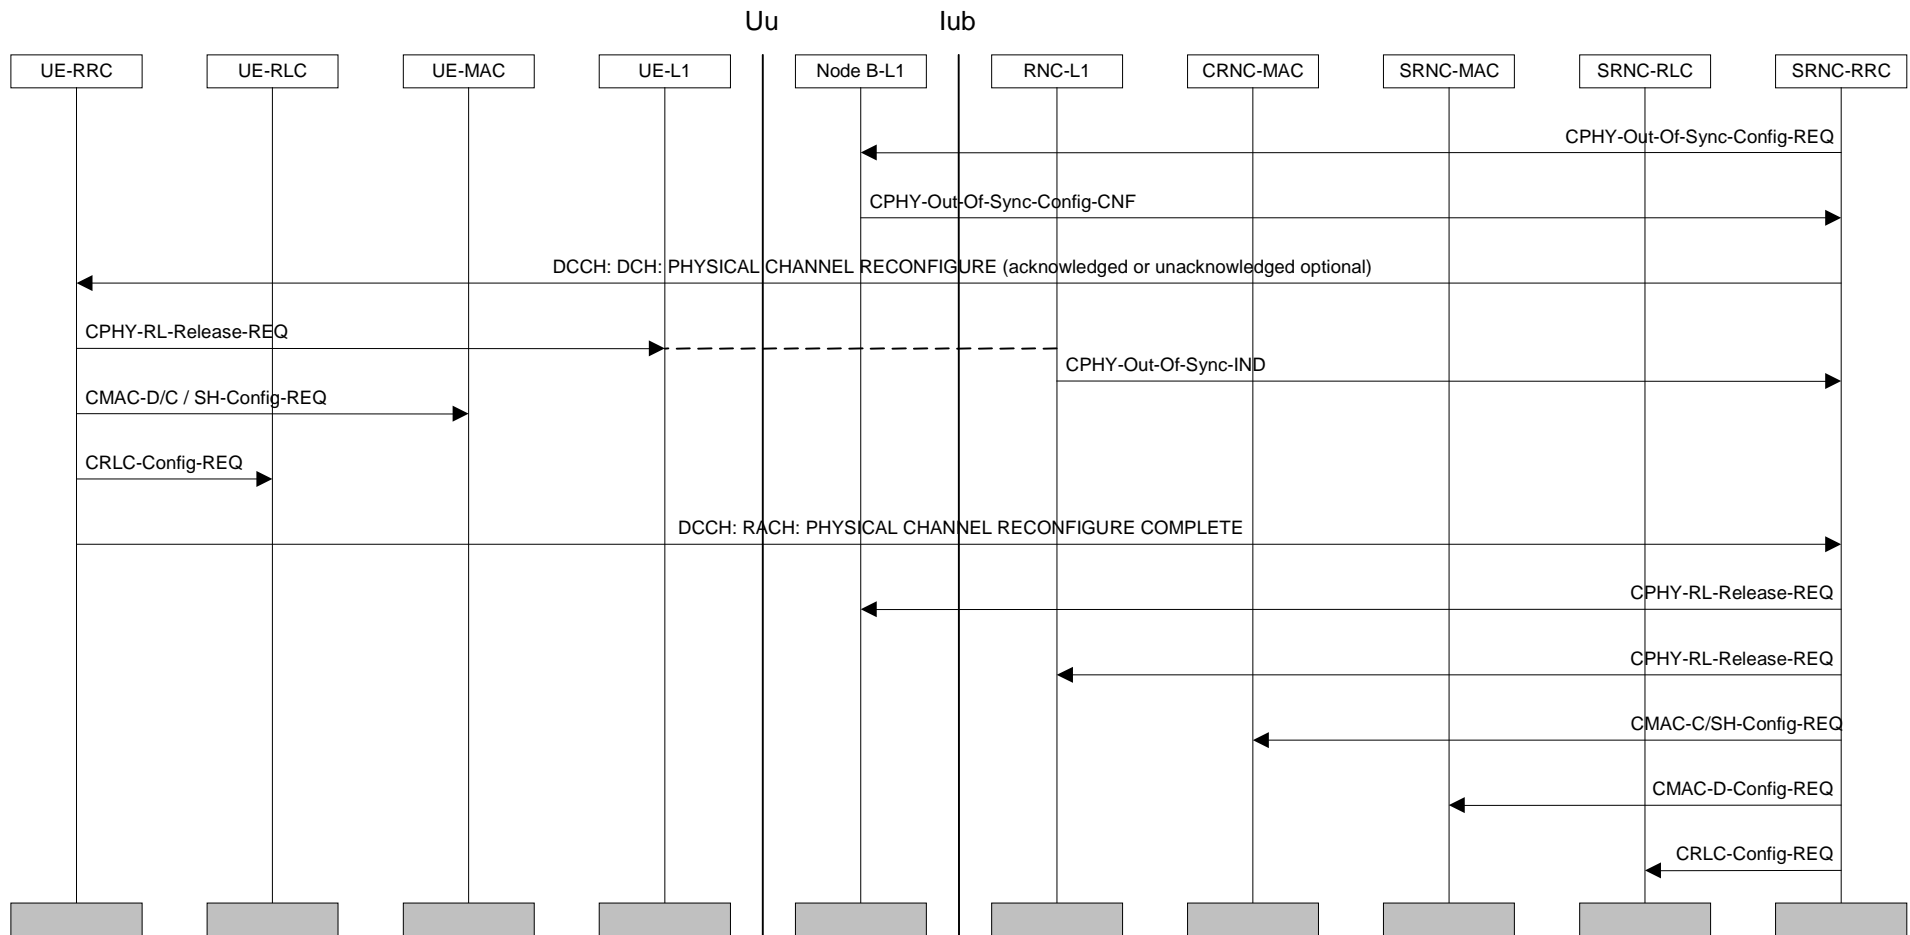 Uu
Iub
UE-RRC
UE-RLC
UE-MAC
UE-L1
Node B-L1
RNC-L1
CRNC-MAC
SRNC-MAC
SRNC-RLC
SRNC-RRC
CPHY-Out-Of-Sync-Config-REQ
CPHY-Out-Of-Sync-Config-CNF
DCCH: DCH: PHYSICAL CHANNEL RECONFIGURE (acknowledged or unacknowledged optional)
CPHY-RL-Release-REQ
CPHY-Out-Of-Sync-IND
CMAC-D/C / SH-Config-REQ
CRLC-Config-REQ
DCCH: RACH: PHYSICAL CHANNEL RECONFIGURE COMPLETE
CPHY-RL-Release-REQ
CPHY-RL-Release-REQ
CMAC-C/SH-Config-REQ
CMAC-D-Config-REQ
CRLC-Config-REQ